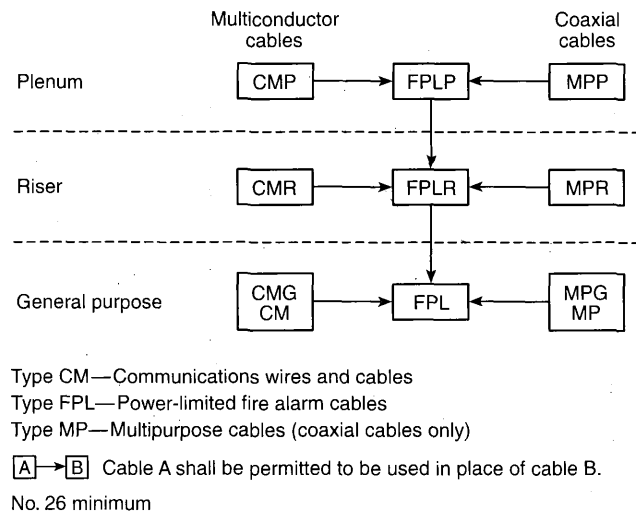 Multiconductor cables
Coaxial cables
Plenum
CMP
FPLP
MPP
Riser
CMR
FPLR
MPR
General purpose
CMG
CM
FPL
MPG
MP
Type CM—Communications wires and cables
Type FPL—Power-limited fire alarm cables
Type MP—Multipurpose cables (coaxial cables only)
A B Cable A shall be permitted to be used in place of cable B.
No. 26 minimum